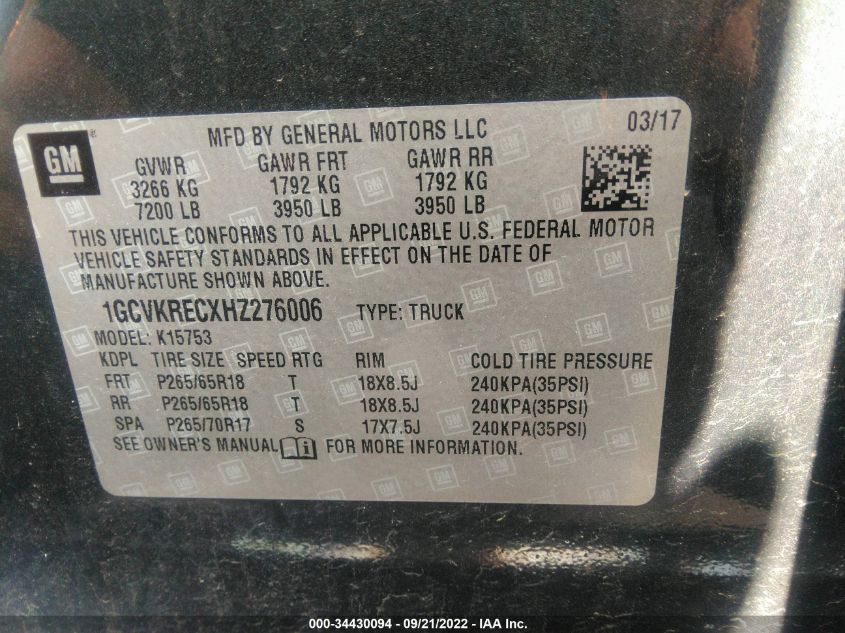 GM
MFD BY GENERAL MOTORS LLC
03/17
GVWR GAWR FRT GAWR RR
3266 KG 1792 KG 1792 KG
7200 LB 3950 LB 3950 LB
THIS VEHICLE CONFORMS TO ALL APPLICABLE U.S. FEDERAL MOTOR
VEHICLE SAFETY STANDARDS IN EFFECT ON THE DATE OF
MANUFACTURE SHOWN ABOVE.
1GCVKRECXHZ276006 TYPE: TRUCK
MODEL: K15753
KDPL TIRE SIZE SPEED RTG RIM COLD TIRE PRESSURE
FRT P265/65R18 T 18X8.5J 240KPA(35PSI)
RR P265/65R18 T 18X8.5J 240KPA(35PSI)
SPA P265/70R17 S 17X7.5J 240KPA(35PSI)
SEE OWNER'S MANUAL FOR MORE INFORMATION.
000-34430094 - 09/21/2022 - IAA Inc.